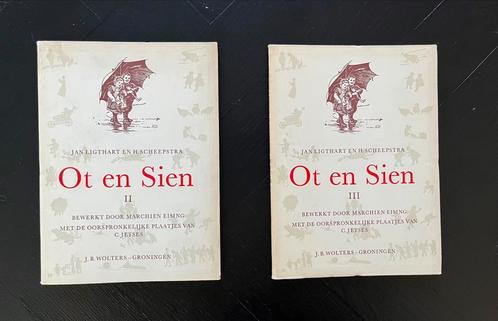 JAN LIGTHART EN H. SCHEEPSTRA
Ot en Sien
II
BEWERKT DOOR MARCHIEN EISING
MET DE OORSPRONKELIJKE PLAATJES VAN
C. JETSES
J. B. WOLTERS – GRONINGEN
JAN LIGTHART EN H. SCHEEPSTRA
Ot en Sien
III
BEWERKT DOOR MARCHIEN EISING
MET DE OORSPRONKELIJKE PLAATJES VAN
C. JETSES
J. B. WOLTERS – GRONINGEN